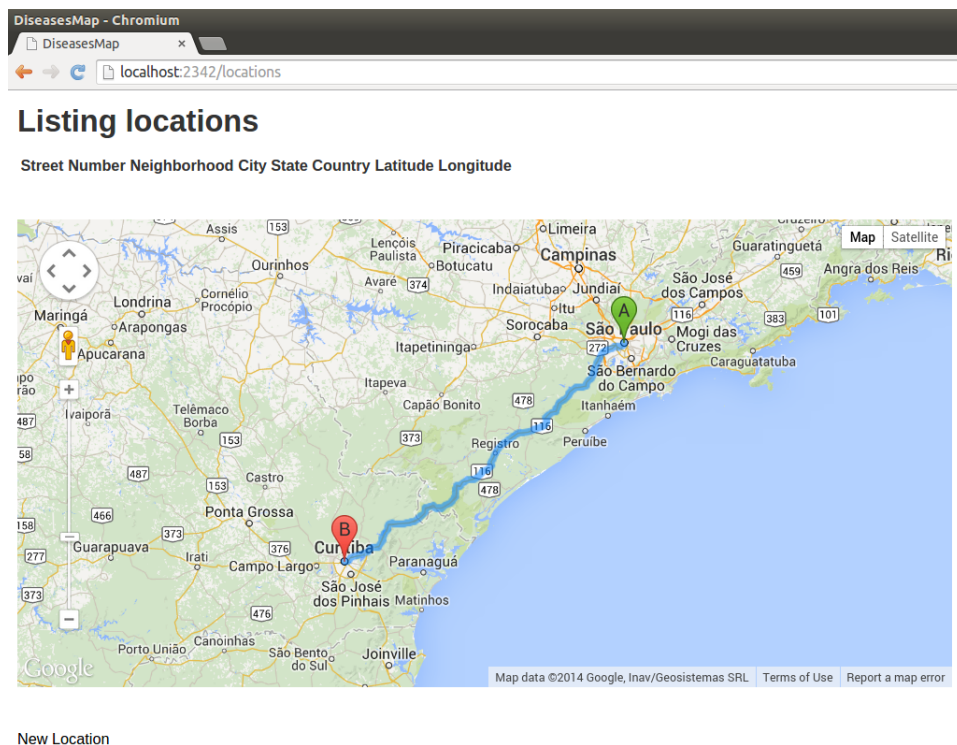 DiseasesMap - Chromium
DiseasesMap ×
localhost:2342/locations
Listing locations
Street Number Neighborhood City State Country Latitude Longitude
Assis
153
Limeira
Guaratinguetá
Map Satellite
Lençóis
Paulista
Piracicaba
Campinas
Ourinhos
Botucatu
São José
dos Campos
459
Angra dos Reis
Avaré
374
Indaiatuba
Jundiaí
Londrina
Cornélio
Procópio
Itu
A
116
383
101
Maringá
Arapongas
Sorocaba
São Paulo
Mogi das
Cruzes
Apucarana
Itapetininga
272
Caraguatatuba
São Bernardo
do Campo
Itapeva
Capão Bonito
478
Itanhaém
Ivaiporã
Telêmaco
Borba
487
153
373
116
Registro
Peruíbe
58
487
153
Castro
116
478
Ponta Grossa
158
466
373
B
277
Guarapuava
Irati
376
Curitiba
Campo Largo
Paranaguá
373
São José
dos Pinhais
Matinhos
476
Porto União
Canoinhas
São Bento
do Sul
Joinville
Google
Map data ©2014 Google, Inav/Geosistemas SRL Terms of Use Report a map error
New Location